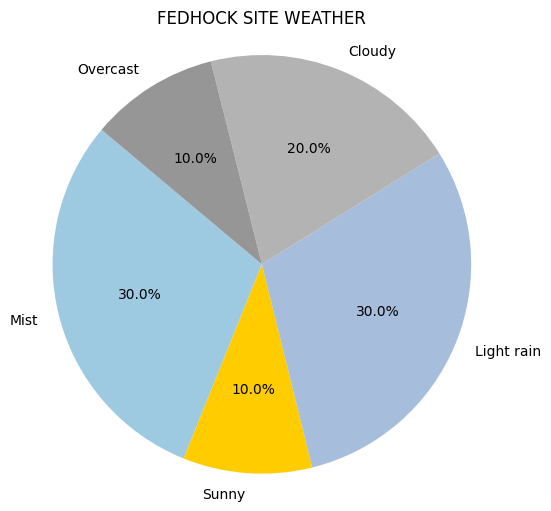 FEDHOCK SITE WEATHER
Cloudy
Overcast
20.0%
10.0%
30.0%
30.0%
Mist
Light rain
10.0%
Sunny